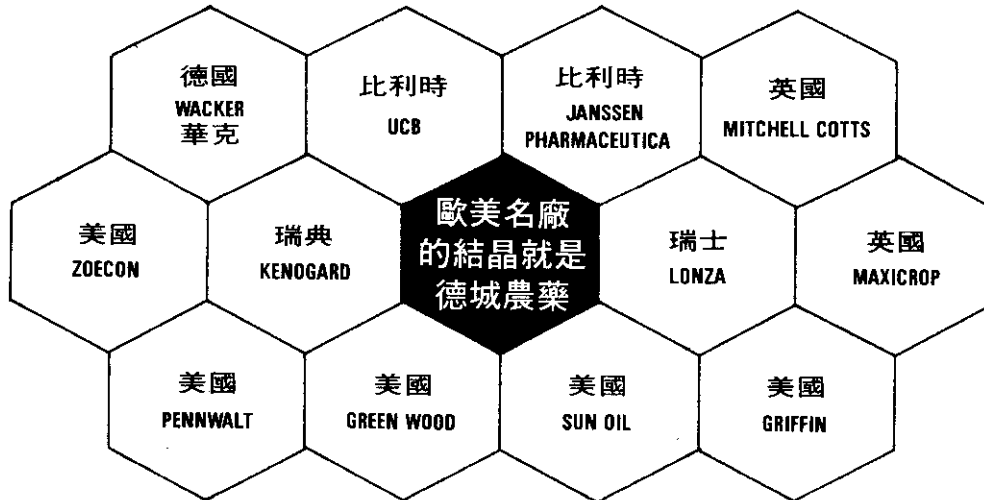 德國
WACKER
華克
比利時
UCB
比利時
JANSSEN
PHARMACEUTICA
英國
MITCHELL COTTS
美國
ZOECON
瑞典
KENOGARD
歐美名廠
的結晶就是
德城農藥
瑞士
LONZA
英國
MAXICROP
美國
PENNWALT
美國
GREEN WOOD
美國
SUN OIL
美國
GRIFFIN